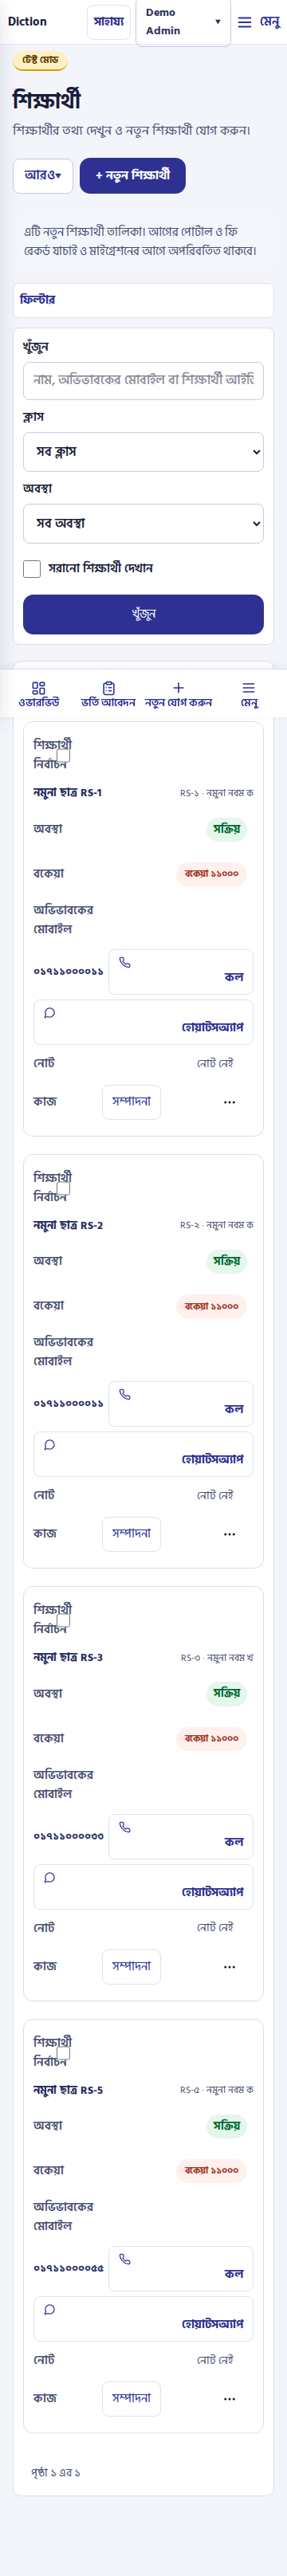 Diction
সাহায্য
Demo
Admin
মেনু
টেস্ট মোড
শিক্ষার্থী
শিক্ষার্থীর তথ্য দেখুন ও নতুন শিক্ষার্থী যোগ করুন।
আরও▾
+ নতুন শিক্ষার্থী
এটি নতুন শিক্ষার্থী তালিকা। আগের পোর্টাল ও ফি
রেকর্ড যাচাই ও মাইগ্রেশনের আগে অপরিবর্তিত থাকবে।
ফিল্টার
খুঁজুন
নাম, অভিভাবকের মোবাইল বা শিক্ষার্থী আইডি
ক্লাস
সব ক্লাস
অবস্থা
সব অবস্থা
সরানো শিক্ষার্থী দেখান
খুঁজুন
ওভারভিউ
ভর্তি আবেদন
নতুন যোগ করুন
মেনু
শিক্ষার্থী
নির্বাচন
নমুনা ছাত্র RS-1
RS-১ · নমুনা নবম ক
অবস্থা
সক্রিয়
বকেয়া
বকেয়া ১১০০০
অভিভাবকের
মোবাইল
০১৭১১০০০০১১
কল
হোয়াটসঅ্যাপ
নোট
নোট নেই
কাজ
সম্পাদনা
শিক্ষার্থী
নির্বাচন
নমুনা ছাত্র RS-2
RS-২ · নমুনা নবম ক
অবস্থা
সক্রিয়
বকেয়া
বকেয়া ১১০০০
অভিভাবকের
মোবাইল
০১৭১১০০০০১১
কল
হোয়াটসঅ্যাপ
নোট
নোট নেই
কাজ
সম্পাদনা
শিক্ষার্থী
নির্বাচন
নমুনা ছাত্র RS-3
RS-৩ · নমুনা নবম খ
অবস্থা
সক্রিয়
বকেয়া
বকেয়া ১১০০০
অভিভাবকের
মোবাইল
০১৭১১০০০০৩৩
কল
হোয়াটসঅ্যাপ
নোট
নোট নেই
কাজ
সম্পাদনা
শিক্ষার্থী
নির্বাচন
নমুনা ছাত্র RS-5
RS-৫ · নমুনা নবম ক
অবস্থা
সক্রিয়
বকেয়া
বকেয়া ১১০০০
অভিভাবকের
মোবাইল
০১৭১১০০০০৫৫
কল
হোয়াটসঅ্যাপ
নোট
নোট নেই
কাজ
সম্পাদনা
পৃষ্ঠা ১ এর ১